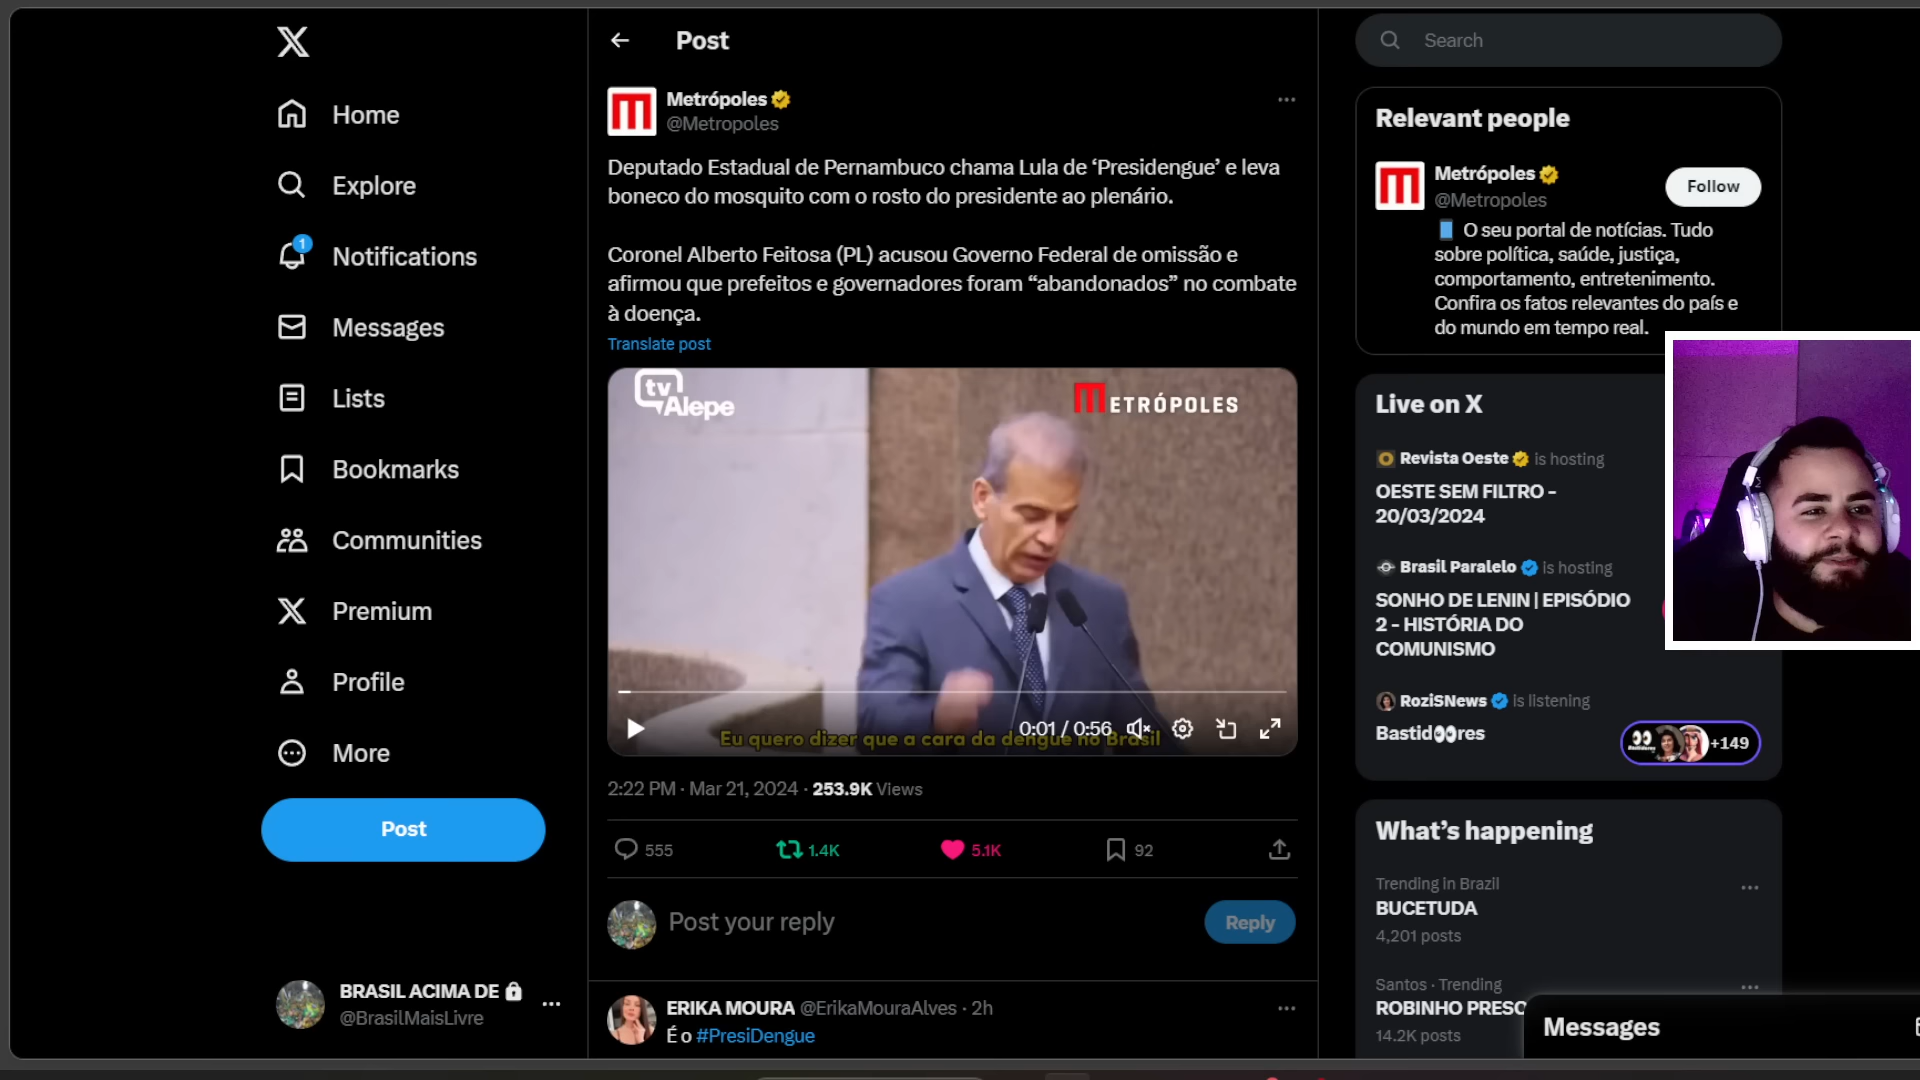 Home
Explore
1
Notifications
Messages
Lists
Bookmarks
Communities
Premium
Profile
More
Post
BRASIL ACIMA DE
@BrasilMaisLivre
Post
Metrópoles
@Metropoles
Deputado Estadual de Pernambuco chama Lula de ‘Presidengue’ e leva
boneco do mosquito com o rosto do presidente ao plenário.
Coronel Alberto Feitosa (PL) acusou Governo Federal de omissão e
afirmou que prefeitos e governadores foram “abandonados” no combate
à doença.
Translate post
tv
Alepe
METRÓPOLES
0:01 / 0:56
Eu quero dizer que a cara da dengue no Brasil
2:22 PM · Mar 21, 2024 · 253.9K Views
555
1.4K
5.1K
92
Post your reply
Reply
ERIKA MOURA @ErikaMouraAlves · 2h
É o #PresiDengue
Search
Relevant people
Metrópoles
@Metropoles
Follow
O seu portal de notícias. Tudo
sobre política, saúde, justiça,
comportamento, entretenimento.
Confira os fatos relevantes do país e
do mundo em tempo real.
Live on X
Revista Oeste is hosting
OESTE SEM FILTRO -
20/03/2024
Brasil Paralelo is hosting
SONHO DE LENIN | EPISÓDIO
2 - HISTÓRIA DO
COMUNISMO
RoziSNews is listening
Bastid👀res
+149
What’s happening
Trending in Brazil
BUCETUDA
4,201 posts
Santos · Trending
ROBINHO PRESO
14.2K posts
Messages